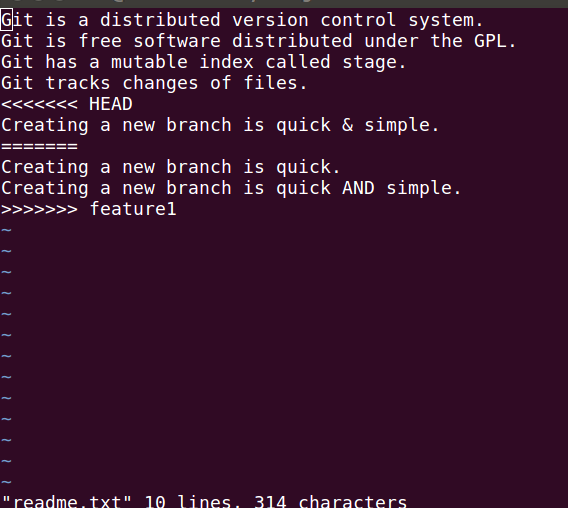 Git is a distributed version control system.
Git is free software distributed under the GPL.
Git has a mutable index called stage.
Git tracks changes of files.
<<<<<<< HEAD
Creating a new branch is quick & simple.
=======
Creating a new branch is quick.
Creating a new branch is quick AND simple.
>>>>>>> feature1
~
~
~
~
~
~
~
~
~
~
~
~
~
"readme.txt" 10 lines, 314 characters